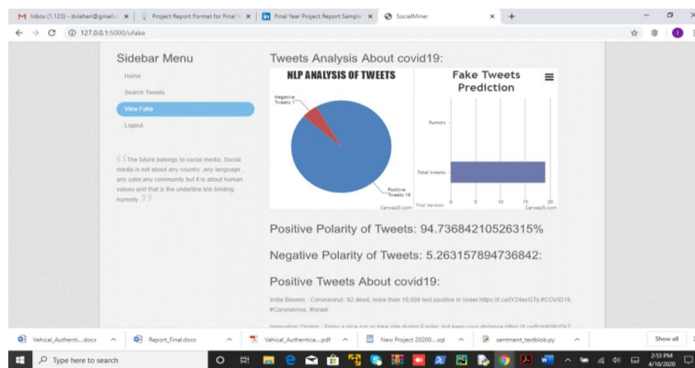 Inbox (1,123) - dvlahari@gmail.c
Project Report Format for Final Y
Final Year Project Report Sample
SocialMiner
127.0.0.1:5000/ufake
Sidebar Menu
Home
Search Tweets
View Fake
Logout
The future belongs to social media. Social
media is not about any country ,any language ,
any color,any community but it is about human
values and that is the underline link binding
humnity
Tweets Analysis About covid19:
NLP ANALYSIS OF TWEETS
Negative
Tweets 1
Positive
Tweets 18
CanvasJS.com
Fake Tweets
Prediction
Rumors
Total tweets
0 5 10 15 20
Trial Version
CanvasJS.com
Positive Polarity of Tweets: 94.73684210526315%
Negative Polarity of Tweets: 5.263157894736842:
Positive Tweets About covid19:
India Blooms : Coronavirus: 92 dead, more than 10,000 test positive in Israel
#COVID19,
#Coronavirus, #Israel
Vehical_Authenti....docx
Report_Final.docx
Vehical_Authentica...pdf
New Project 20200....sql
sentiment_textblob.py
Show all
Type here to search
2:53 PM
4/10/2020